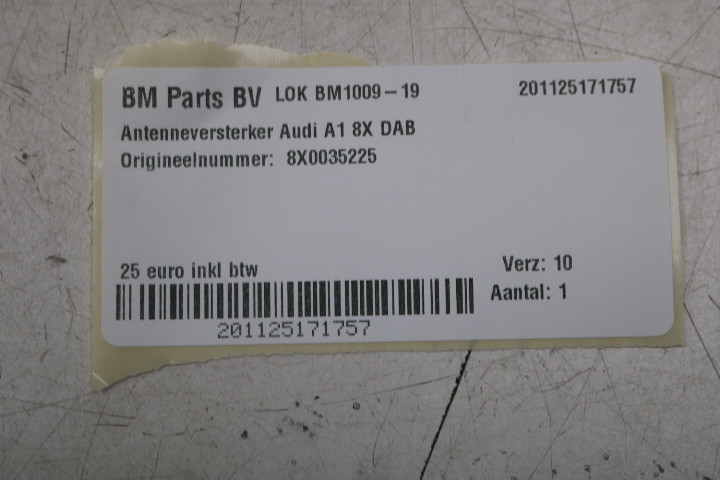 BM Parts BV LOK BM1009-19 201125171757
Antenneversterker Audi A1 8X DAB
Origineelnummer: 8X0035225
25 euro inkl btw Verz: 10
Aantal: 1
201125171757